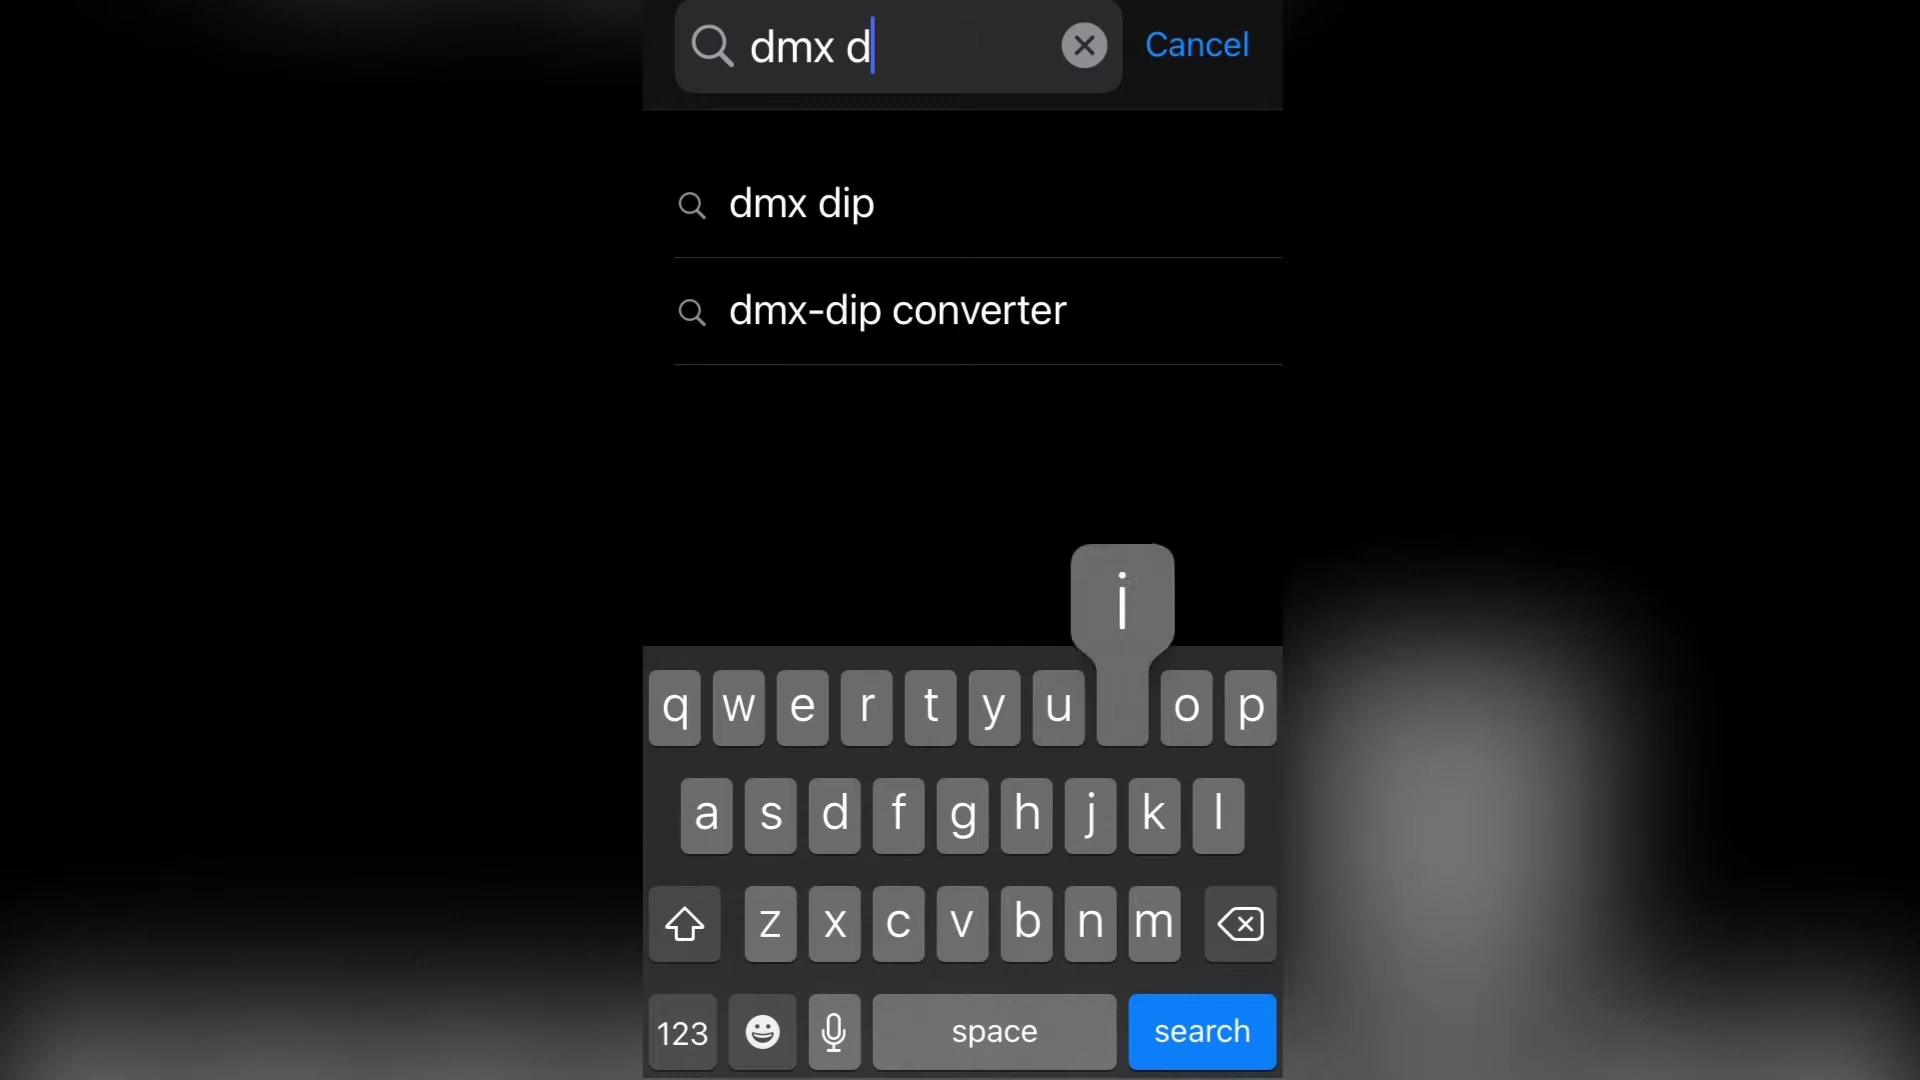 dmx d Cancel
dmx dip
dmx-dip converter
i
q w e r t y u o p
a s d f g h j k l
z x c v b n m
123 space search